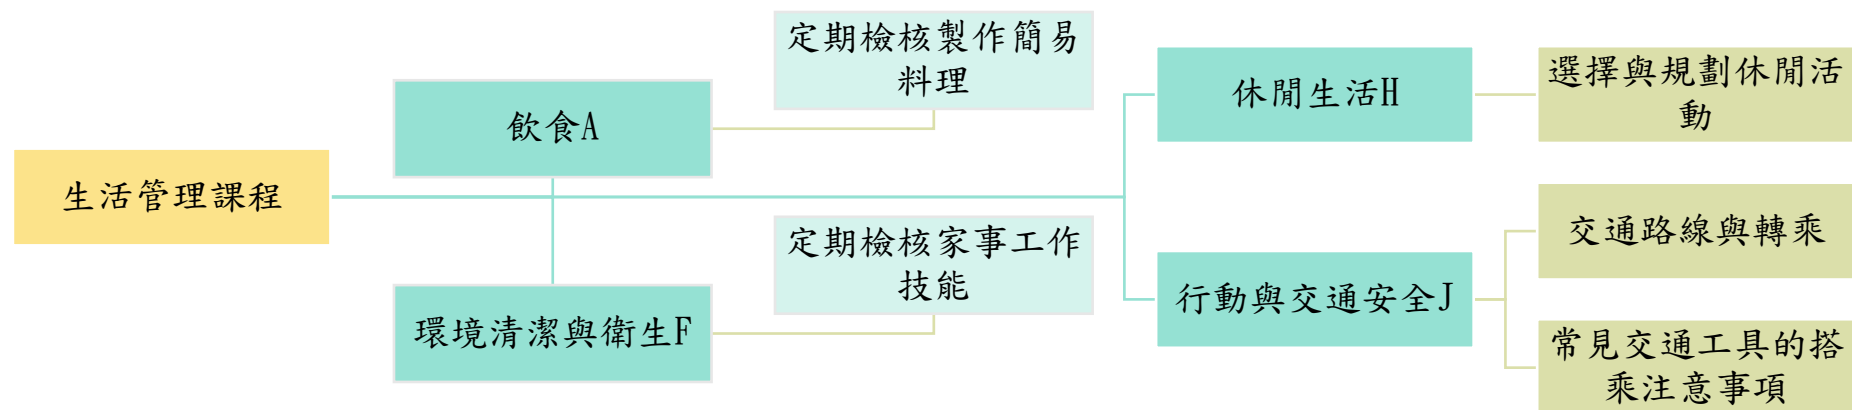 生活管理課程
飲食A
定期檢核製作簡易
料理
環境清潔與衛生F
定期檢核家事工作
技能
休閒生活H
選擇與規劃休閒活
動
行動與交通安全J
交通路線與轉乘
常見交通工具的搭
乘注意事項